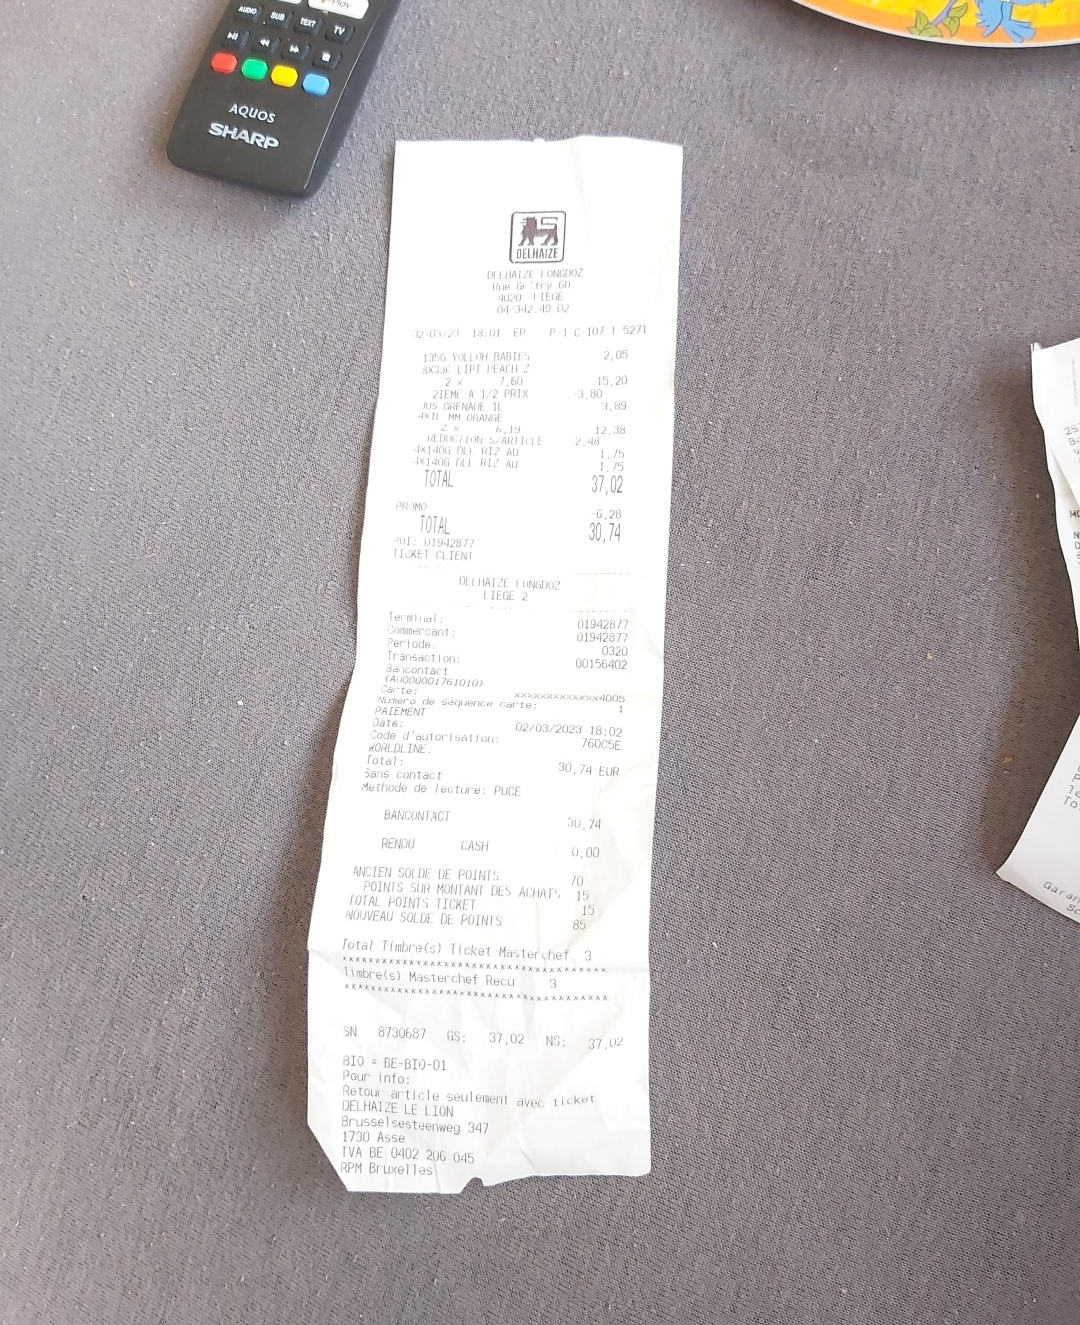 Play
AUDIO SUB TEXT TV
AQUOS
SHARP
DELHAIZE
DELHAIZE LONGDOZ
Rue Gr'try 60
4020 LIEGE
04/342.49.02
02/03/23 18:01 EP P-1 C-107 T-5271
135G YOLLOH BABIES 2,05
8X33C LIPT PEACH Z
2 x 7,60 15,20
2IEME A 1/2 PRIX -3,80
JUS GRENADE 1L 3,89
4X1L MM ORANGE
2 x 6,19 12,38
REDUCTION S/ARTICLE -2,48
4X140G DLL RIZ AU 1,75
4X140G DLL RIZ AU 1,75
TOTAL 37,02
PROMO -6,28
TOTAL 30,74
POI: 01942877
TICKET CLIENT
DELHAIZE LONGDOZ
LIEGE 2
Terminal: 01942877
Commercant: 01942877
Periode: 0320
Transaction: 00156402
Bancontact
(A0000001761010)
Carte: xxxxxxxxxxxxx4005
Numero de sequence carte: 1
PAIEMENT
Date: 02/03/2023 18:02
Code d'autorisation: 760C5E
WORLDLINE.
Total: 30,74 EUR
Sans contact
Methode de lecture: PUCE
BANCONTACT 30,74
RENDU CASH 0,00
ANCIEN SOLDE DE POINTS 70
POINTS SUR MONTANT DES ACHATS 15
TOTAL POINTS TICKET 15
NOUVEAU SOLDE DE POINTS 85
Total Timbre(s) Ticket Masterchef 3
Timbre(s) Masterchef Recu 3
SN 8730687 GS: 37,02 NS: 37,02
BIO = BE-BIO-01
Pour info:
Retour article seulement avec ticket
DELHAIZE LE LION
Brusselsesteenweg 347
1730 Asse
TVA BE 0402 206 045
RPM Bruxelles